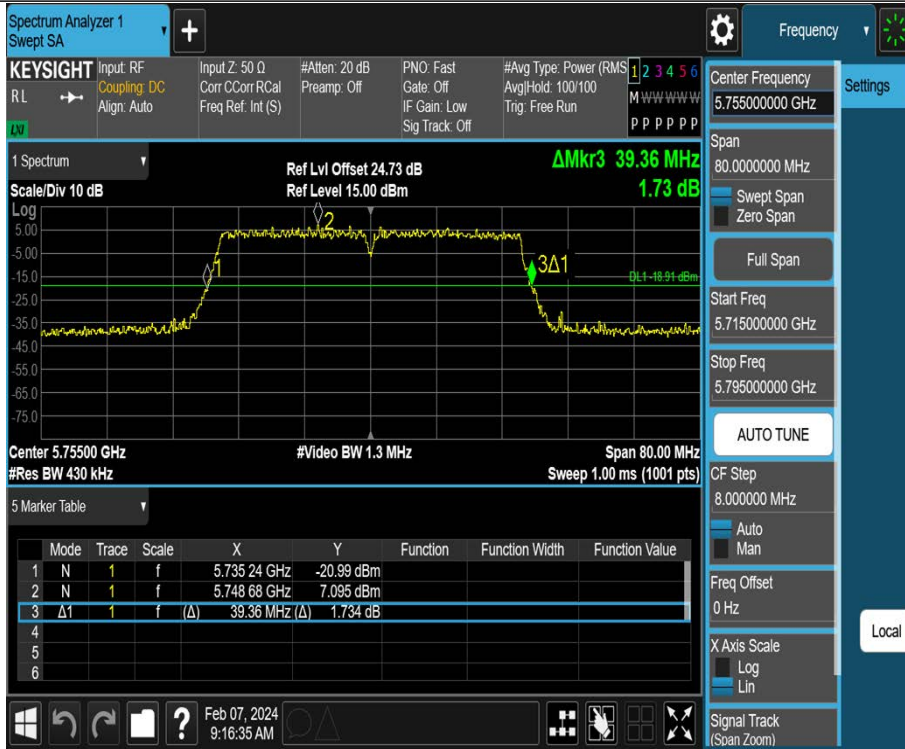 Spectrum Analyzer 1
Swept SA
+
Frequency
KEYSIGHT
R L
LXI
Input: RF
Coupling: DC
Align: Auto
Input Z: 50 Ω
Corr CCorr RCal
Freq Ref: Int (S)
#Atten: 20 dB
Preamp: Off
PNO: Fast
Gate: Off
IF Gain: Low
Sig Track: Off
#Avg Type: Power (RMS
Avg|Hold: 100/100
Trig: Free Run
1 2 3 4 5 6
M W W W W W
P P P P P P
1 Spectrum
Scale/Div 10 dB
Ref Lvl Offset 24.73 dB
Ref Level 15.00 dBm
ΔMkr3 39.36 MHz
1.73 dB
Log
5.00
-5.00
-15.0
-25.0
-35.0
-45.0
-55.0
-65.0
-75.0
1
2
3Δ1
DL1 -18.91 dBm
Center 5.75500 GHz
#Video BW 1.3 MHz
Span 80.00 MHz
#Res BW 430 kHz
Sweep 1.00 ms (1001 pts)
5 Marker Table
Mode Trace Scale X Y Function Function Width Function Value
1 N 1 f 5.735 24 GHz -20.99 dBm
2 N 1 f 5.748 68 GHz 7.095 dBm
3 Δ1 1 f (Δ) 39.36 MHz (Δ) 1.734 dB
4
5
6
?
Feb 07, 2024
9:16:35 AM
Center Frequency
5.755000000 GHz
Span
80.0000000 MHz
Swept Span
Zero Span
Full Span
Start Freq
5.715000000 GHz
Stop Freq
5.795000000 GHz
AUTO TUNE
CF Step
8.000000 MHz
Auto
Man
Freq Offset
0 Hz
X Axis Scale
Log
Lin
Signal Track
(Span Zoom)
Settings
Local